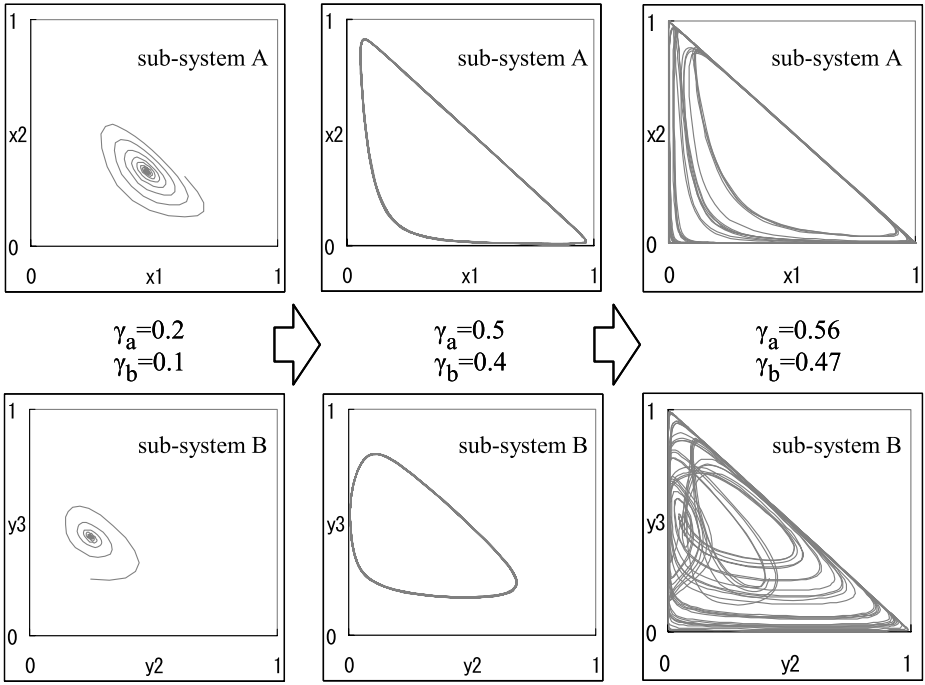 1
sub-system A
x2
0
0 x1 1
1
sub-system A
x2
0
0 x1 1
1
sub-system A
x2
0
0 x1 1
γa=0.2
γb=0.1
γa=0.5
γb=0.4
γa=0.56
γb=0.47
1
sub-system B
y3
0
0 y2 1
1
sub-system B
y3
0
0 y2 1
1
sub-system B
y3
0
0 y2 1